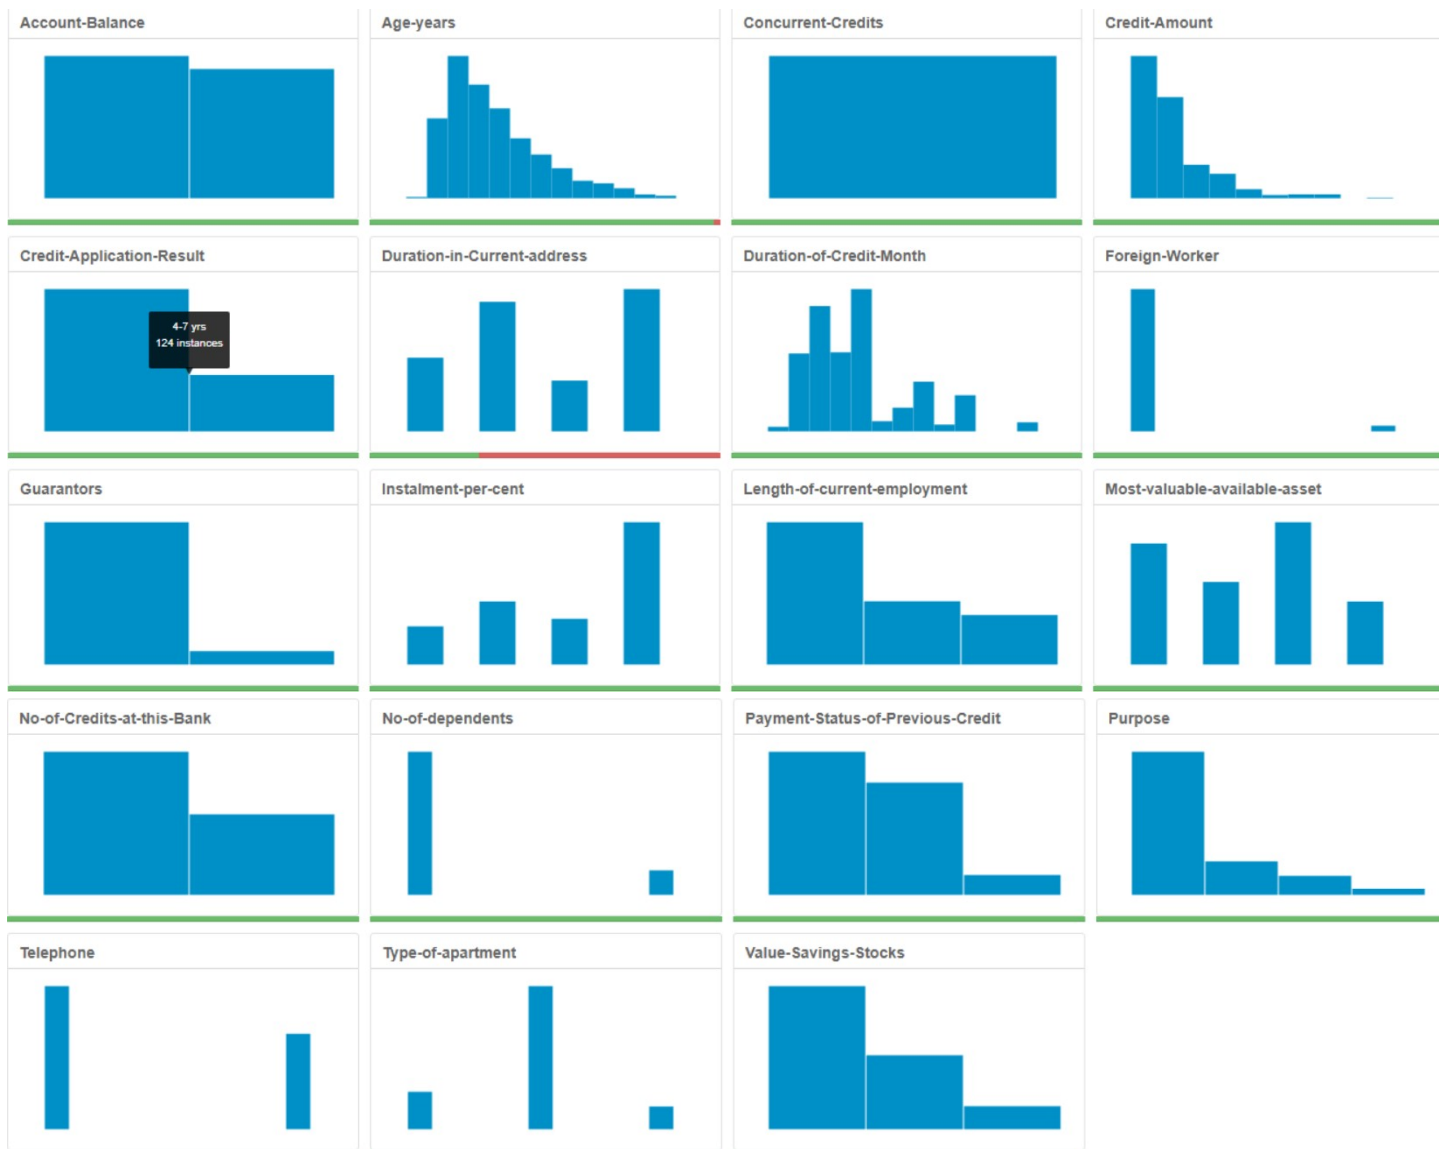 Account-Balance
Age-years
Concurrent-Credits
Credit-Amount
Credit-Application-Result
4-7 yrs
124 instances
Duration-in-Current-address
Duration-of-Credit-Month
Foreign-Worker
Guarantors
Instalment-per-cent
Length-of-current-employment
Most-valuable-available-asset
No-of-Credits-at-this-Bank
No-of-dependents
Payment-Status-of-Previous-Credit
Purpose
Telephone
Type-of-apartment
Value-Savings-Stocks